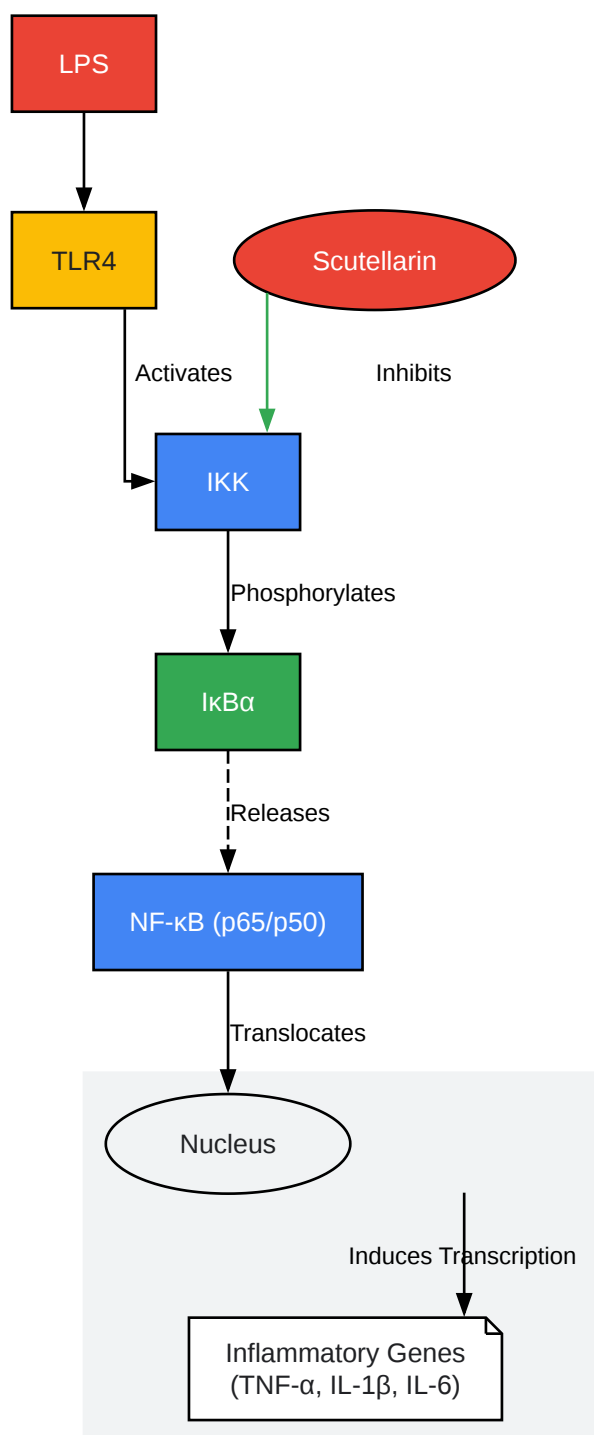 LPS
TLR4
Scutellarin
Activates
Inhibits
IKK
Phosphorylates
IκBα
Releases
NF-κB (p65/p50)
Translocates
Nucleus
Induces Transcription
Inflammatory Genes
(TNF-α, IL-1β, IL-6)